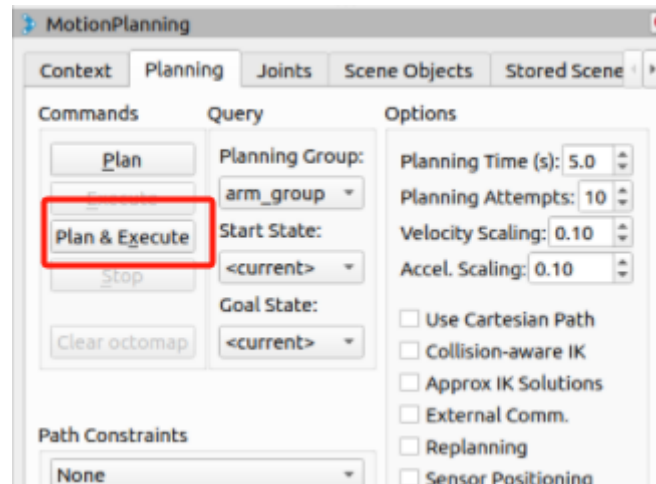 MotionPlanning
Context Planning Joints Scene Objects Stored Scene
Commands
Plan
Execute
Plan & Execute
Stop
Clear octomap
Query
Planning Group:
arm_group
Start State:
<current>
Goal State:
<current>
Options
Planning Time (s): 5.0
Planning Attempts: 10
Velocity Scaling: 0.10
Accel. Scaling: 0.10
Use Cartesian Path
Collision-aware IK
Approx IK Solutions
External Comm.
Replanning
Sensor Positioning
Path Constraints
None